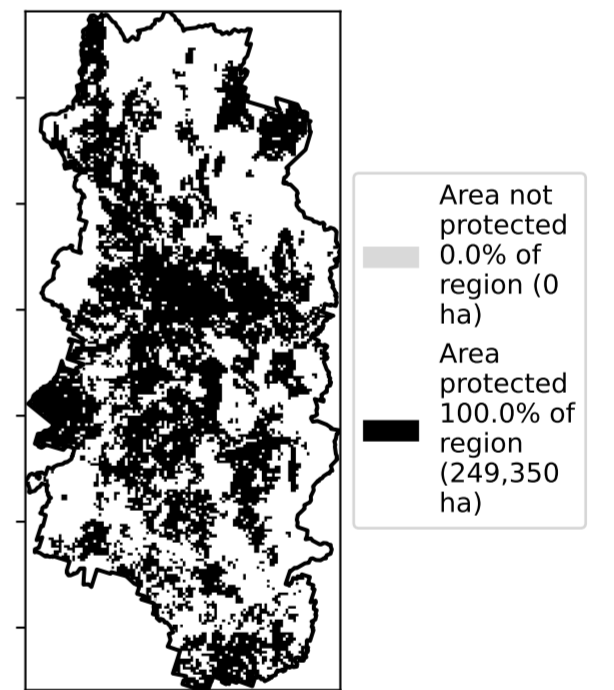 Area not
protected
0.0% of
region (0
ha)
Area
protected
100.0% of
region
(249,350
ha)